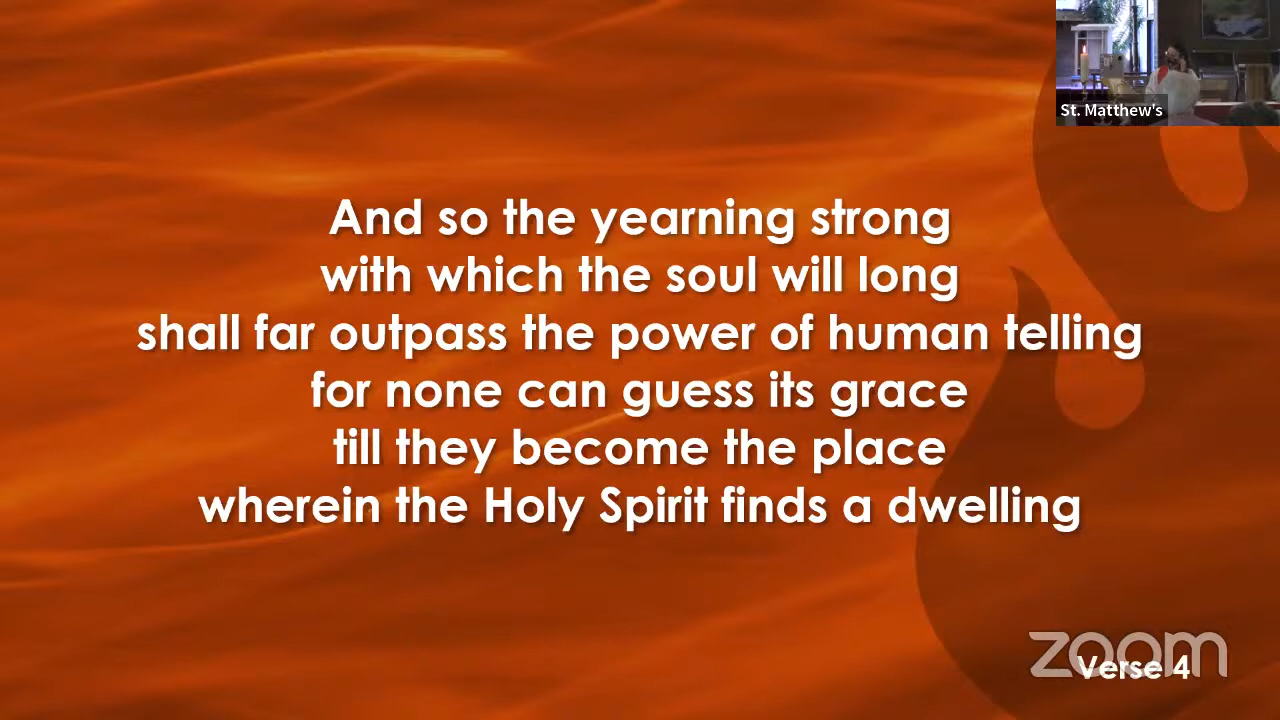 St. Matthew's
And so the yearning strong
with which the soul will long
shall far outpass the power of human telling
for none can guess its grace
till they become the place
wherein the Holy Spirit finds a dwelling
zoom
Verse 4